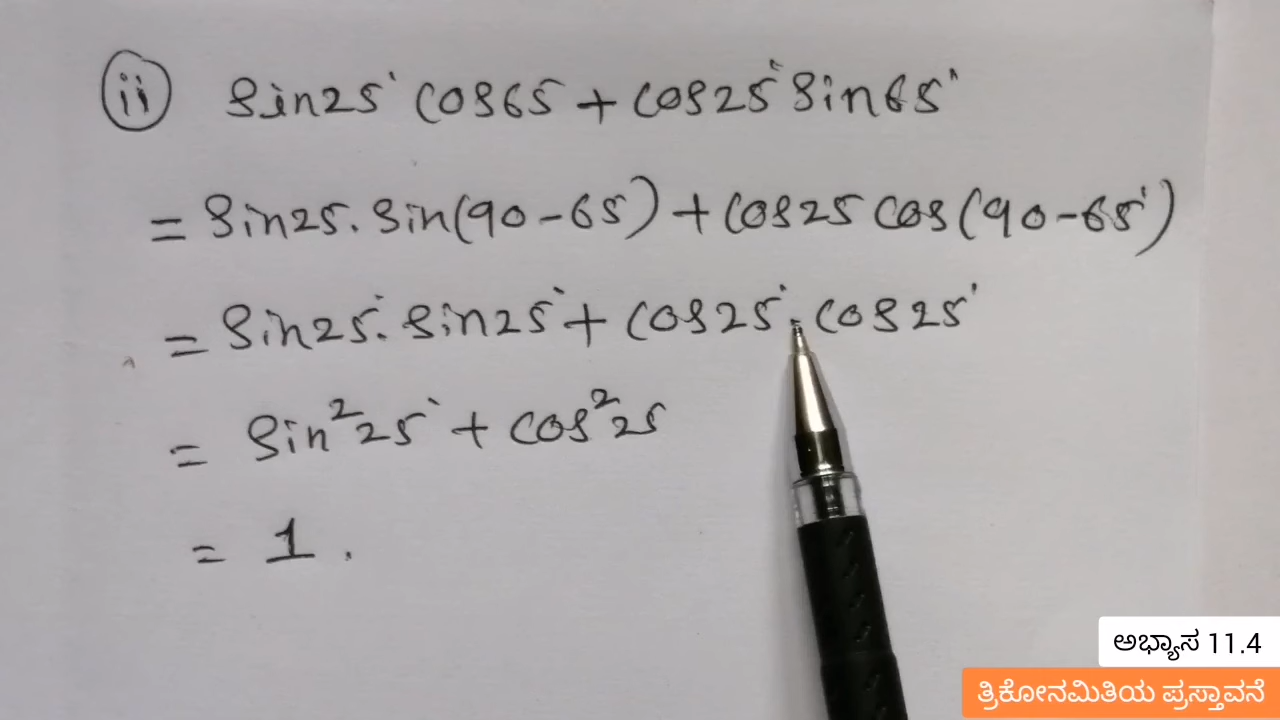 ii sin25° cos65 + cos25° sin65°
= sin25. sin(90-65) + cos25 cos(90-65°)
= sin25°. sin25° + cos25°. cos25°
= sin²25° + cos²25
= 1.
ಅಭ್ಯಾಸ 11.4
ತ್ರಿಕೋನಮಿತಿಯ ಪ್ರಸ್ತಾವನೆ